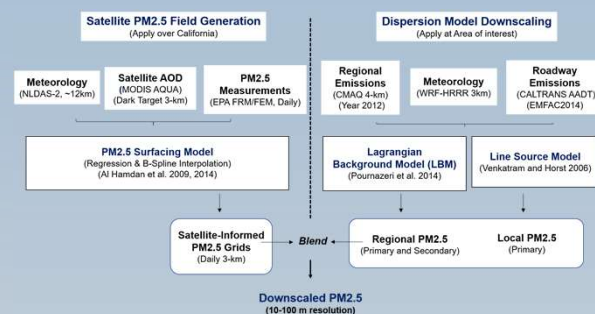 Satellite PM2.5 Field Generation
(Apply over California)
Dispersion Model Downscaling
(Apply at Area of interest)
Meteorology
(NLDAS-2, ~12km)
Satellite AOD
(MODIS AQUA)
(Dark Target 3-km)
PM2.5
Measurements
(EPA FRM/FEM, Daily)
Regional
Emissions
(CMAQ 4-km)
(Year 2012)
Meteorology
(WRF-HRRR 3km)
Roadway
Emissions
(CALTRANS AADT)
(EMFAC2014)
PM2.5 Surfacing Model
(Regression & B-Spline Interpolation)
(Al Hamdan et al. 2009, 2014)
Lagrangian
Background Model (LBM)
(Pournazeri et al. 2014)
Line Source Model
(Venkatram and Horst 2006)
Satellite-Informed
PM2.5 Grids
(Daily 3-km)
Blend
Regional PM2.5
(Primary and Secondary)
Local PM2.5
(Primary)
Downscaled PM2.5
(10-100 m resolution)